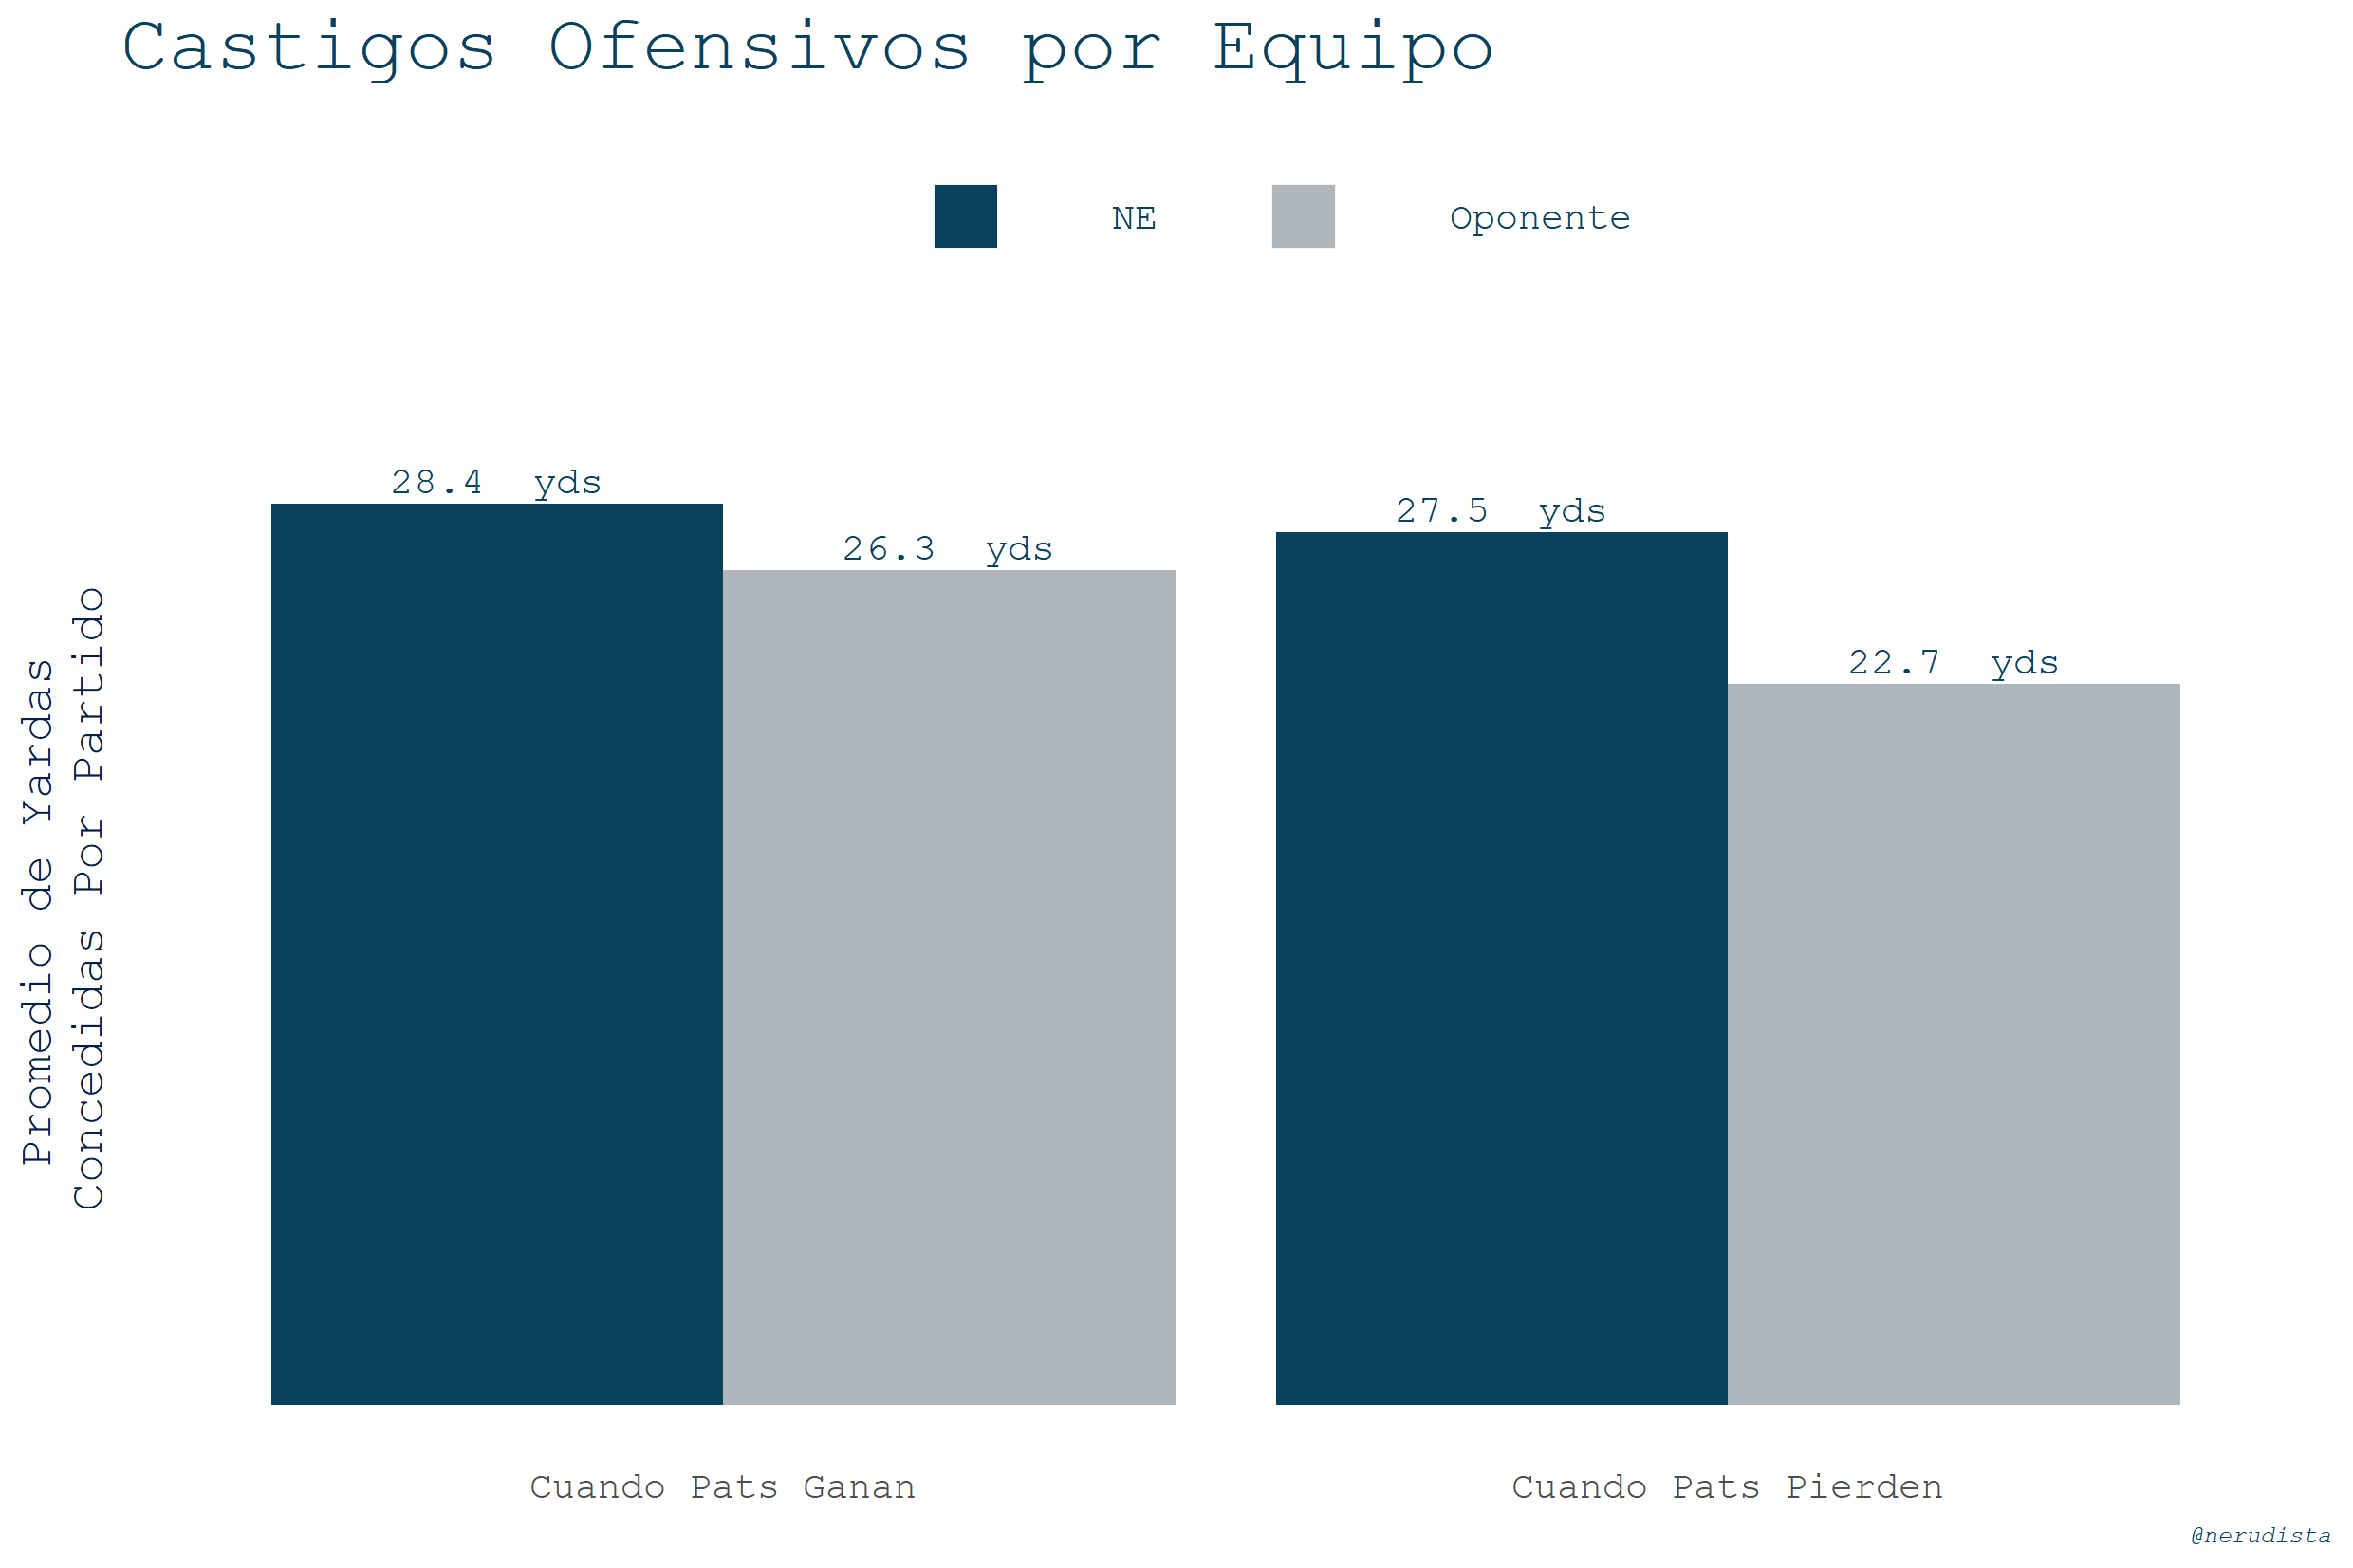 Castigos Ofensivos por Equipo
NE
Oponente
28.4 yds
26.3 yds
27.5 yds
22.7 yds
Promedio de Yardas
Concedidas Por Partido
Cuando Pats Ganan
Cuando Pats Pierden
@nerudista